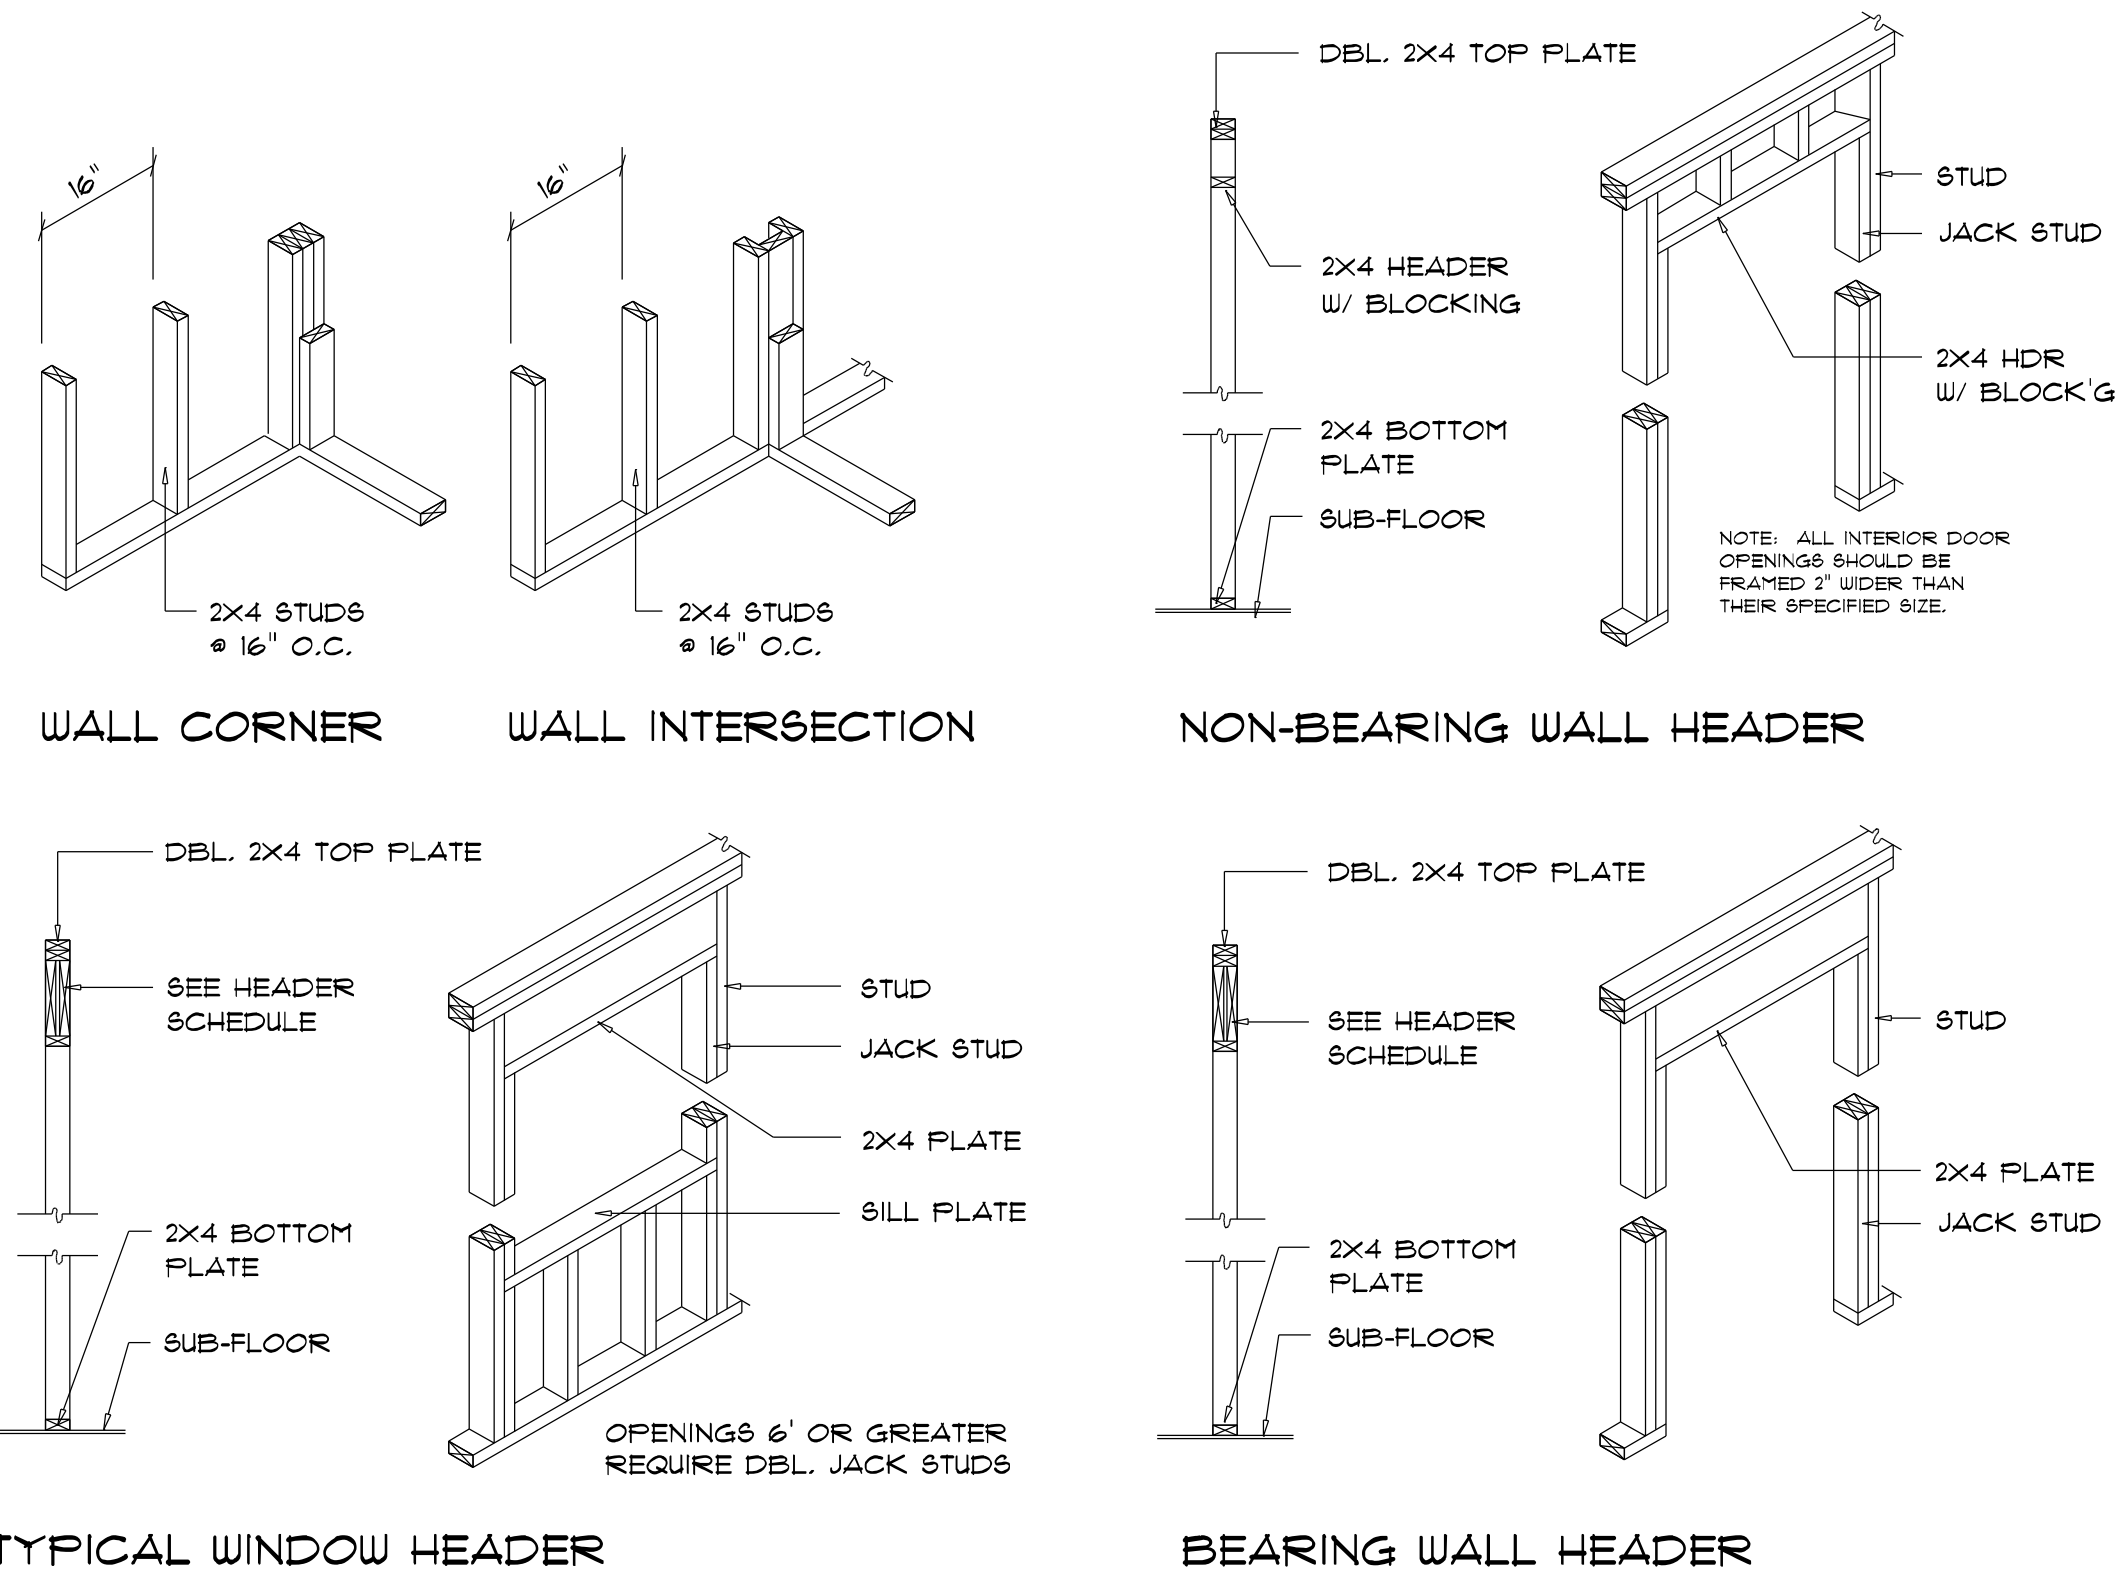 16"
2X4 STUDS
@ 16" O.C.
WALL CORNER
16"
2X4 STUDS
@ 16" O.C.
WALL INTERSECTION
DBL. 2X4 TOP PLATE
2X4 HEADER
W/ BLOCKING
2X4 BOTTOM
PLATE
SUB-FLOOR
STUD
JACK STUD
2X4 HDR
W/ BLOCK'G
NOTE: ALL INTERIOR DOOR
OPENINGS SHOULD BE
FRAMED 2" WIDER THAN
THEIR SPECIFIED SIZE.
NON-BEARING WALL HEADER
DBL. 2X4 TOP PLATE
SEE HEADER
SCHEDULE
2X4 BOTTOM
PLATE
SUB-FLOOR
STUD
JACK STUD
2X4 PLATE
SILL PLATE
OPENINGS 6' OR GREATER
REQUIRE DBL. JACK STUDS
TYPICAL WINDOW HEADER
DBL. 2X4 TOP PLATE
SEE HEADER
SCHEDULE
2X4 BOTTOM
PLATE
SUB-FLOOR
STUD
2X4 PLATE
JACK STUD
BEARING WALL HEADER